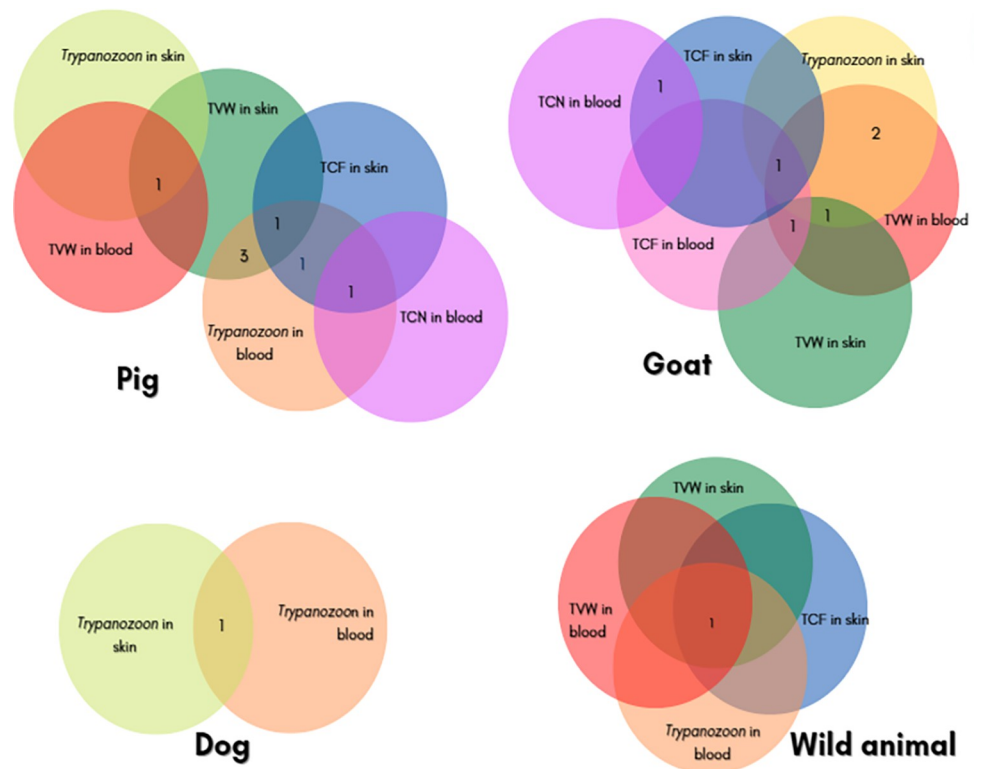 Trypanozoon in skin
TVW in skin
1
TVW in blood
TCF in skin
1
3
1
1
Trypanozoon in
blood
TCN in blood
Pig
TCF in skin
Trypanozoon in skin
1
TCN in blood
2
1
TVW in blood
1
1
TCF in blood
TVW in skin
Goat
Trypanozoon in
skin
1
Trypanozoon in
blood
Dog
TVW in skin
TVW in
blood
1
TCF in skin
Trypanozoon in
blood
Wild animal